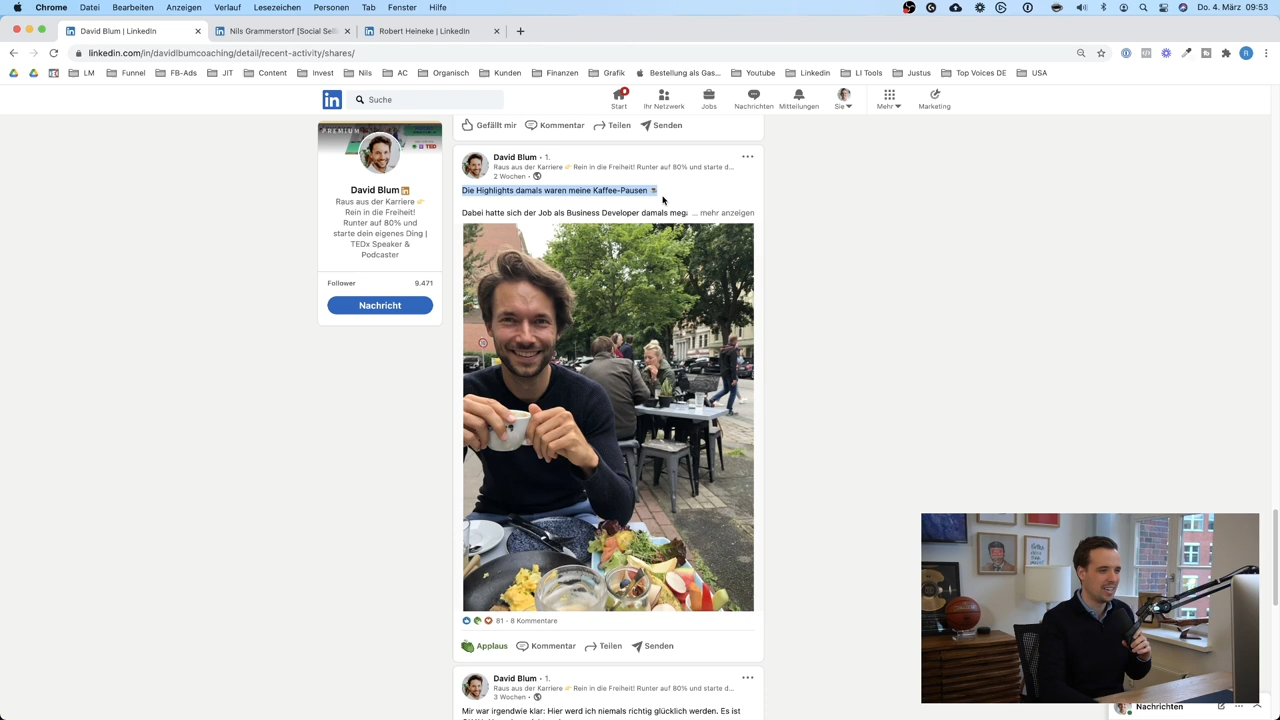 Chrome Datei Bearbeiten Anzeigen Verlauf Lesezeichen Personen Tab Fenster Hilfe
Do. 4. März 09:53
David Blum | LinkedIn
Nils Grammerstorf [Social Sel
Robert Heineke | LinkedIn
linkedin.com/in/davidblumcoaching/detail/recent-activity/shares/
LM Funnel FB-Ads JIT Content Invest Nils AC Organisch Kunden Finanzen Grafik Bestellung als Gas... Youtube Linkedin LI Tools Justus Top Voices DE USA
Suche
Start Ihr Netzwerk Jobs Nachrichten Mitteilungen Sie Mehr Marketing
PREMIUM
David Blum
Raus aus der Karriere 👉
Rein in die Freiheit!
Runter auf 80% und
starte dein eigenes Ding |
TEDx Speaker &
Podcaster
Follower 9.471
Nachricht
Gefällt mir Kommentar Teilen Senden
David Blum • 1.
Raus aus der Karriere 👉 Rein in die Freiheit! Runter auf 80% und starte d...
2 Wochen •
Die Highlights damals waren meine Kaffee-Pausen ☕
Dabei hatte sich der Job als Business Developer damals meg ... mehr anzeigen
81 • 8 Kommentare
Applaus Kommentar Teilen Senden
David Blum • 1.
Raus aus der Karriere 👉 Rein in die Freiheit! Runter auf 80% und starte d...
3 Wochen •
Mir war irgendwie klar: Hier werd ich niemals richtig glücklich werden. Es ist
Nachrichten